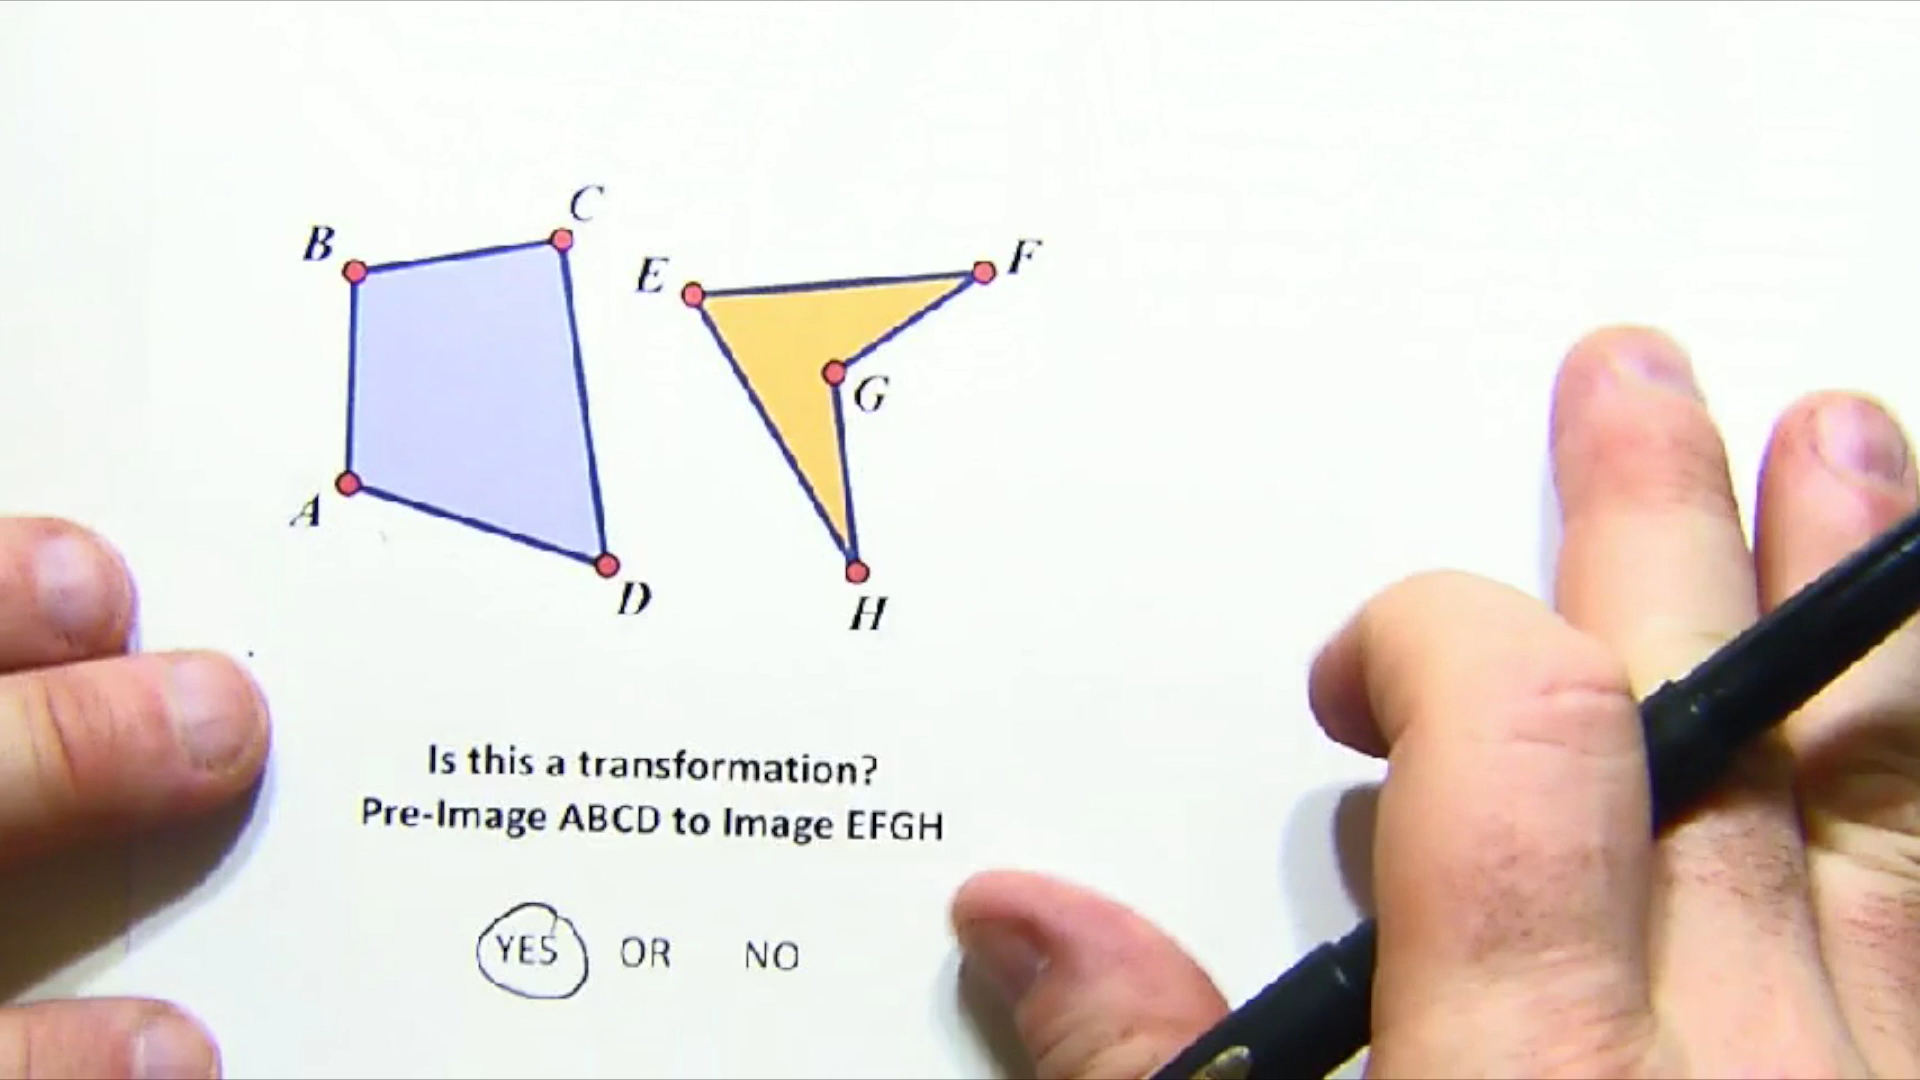 C
B
F
E
G
A
D
H
Is this a transformation?
Pre-Image ABCD to Image EFGH
YES OR NO